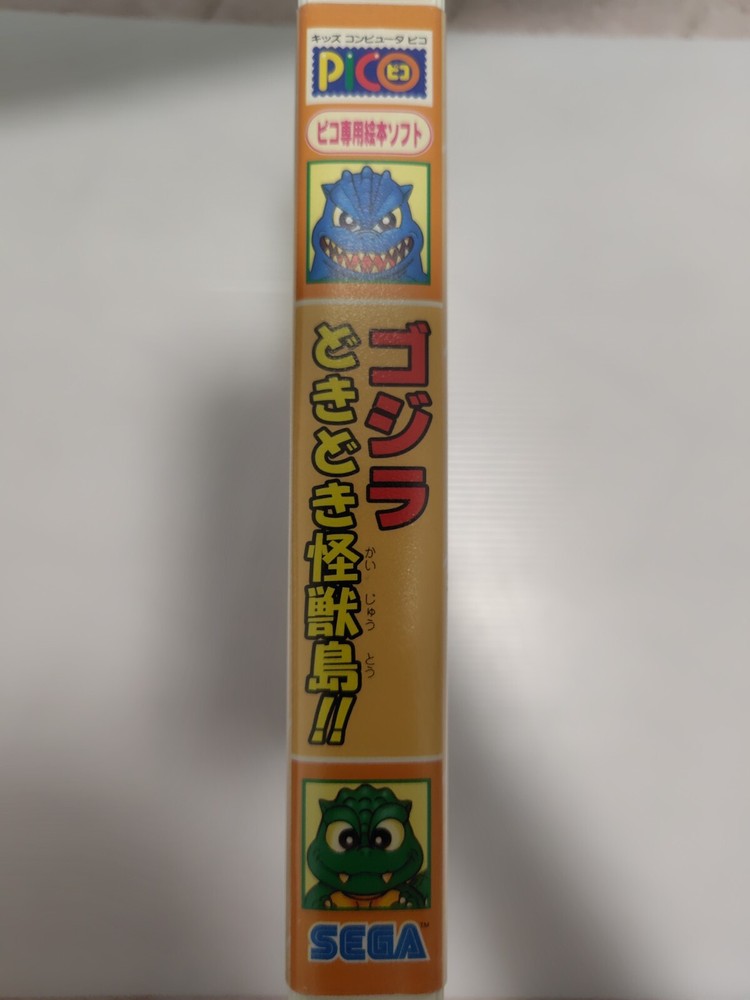 キッズ コンピュータ ピコ
PiCO ピコ
ピコ専用絵本ソフト
ゴジラ
どきどき怪獣島!!
かい じゅう とう
SEGA™